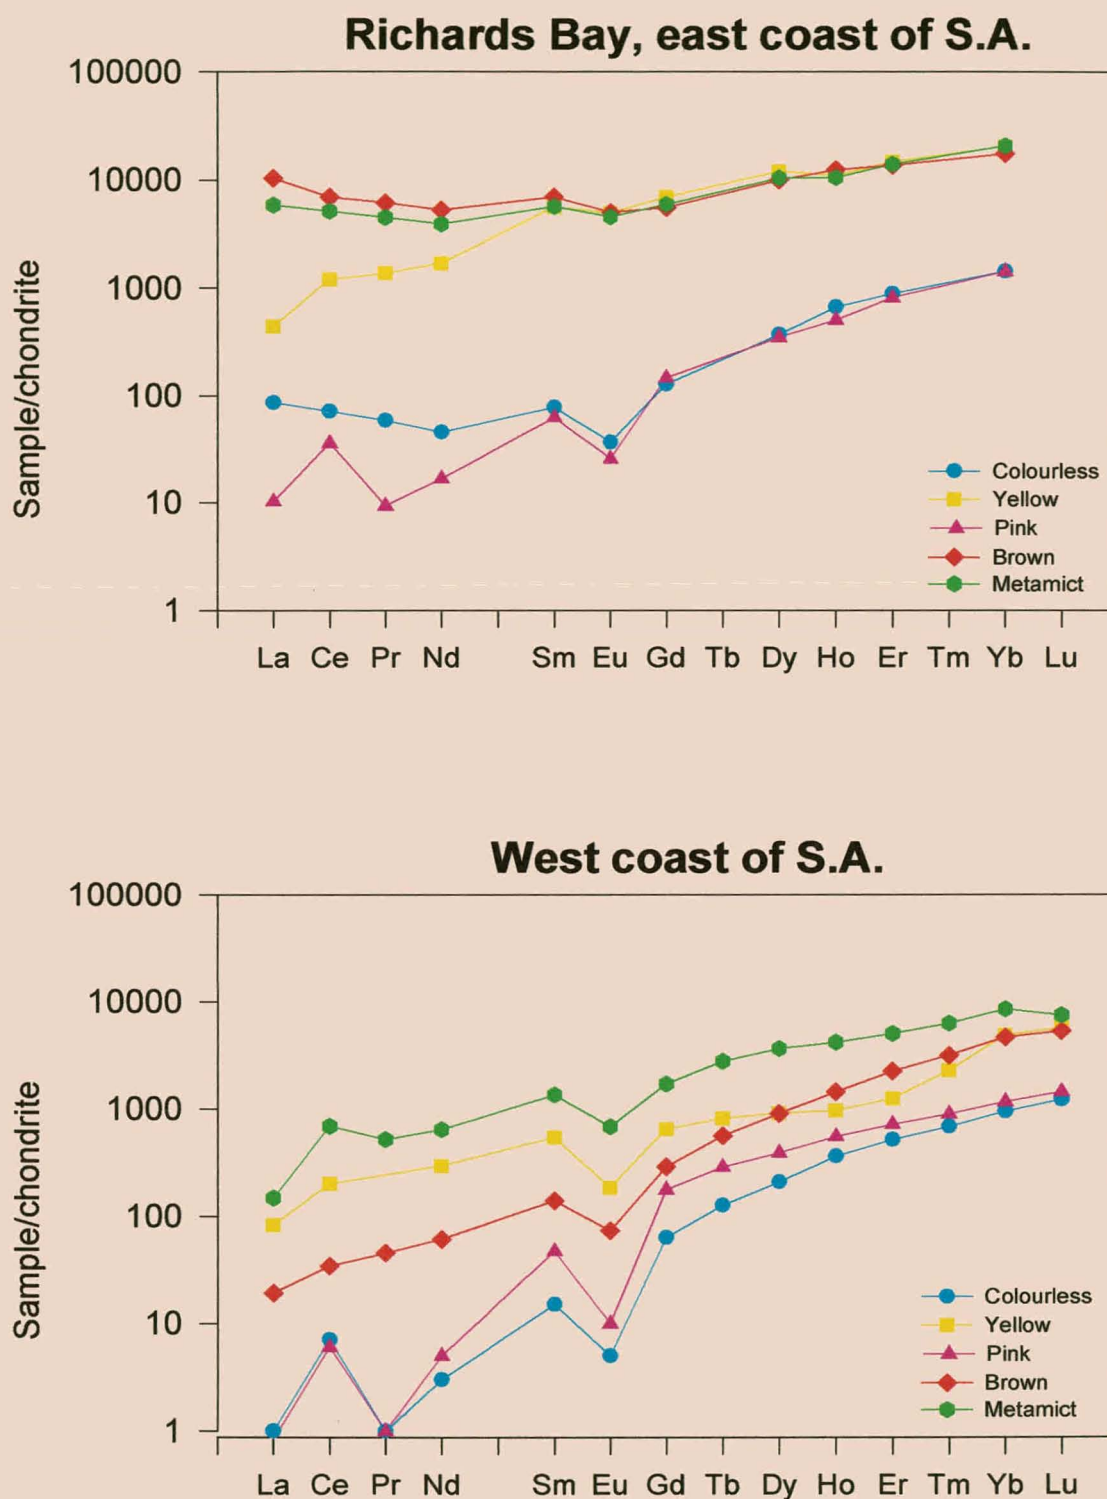 Richards Bay, east coast of S.A.
100000
10000
1000
100
10
1
Sample/chondrite
Colourless
Yellow
Pink
Brown
Metamict
La Ce Pr Nd Sm Eu Gd Tb Dy Ho Er Tm Yb Lu
West coast of S.A.
100000
10000
1000
100
10
1
Sample/chondrite
Colourless
Yellow
Pink
Brown
Metamict
La Ce Pr Nd Sm Eu Gd Tb Dy Ho Er Tm Yb Lu